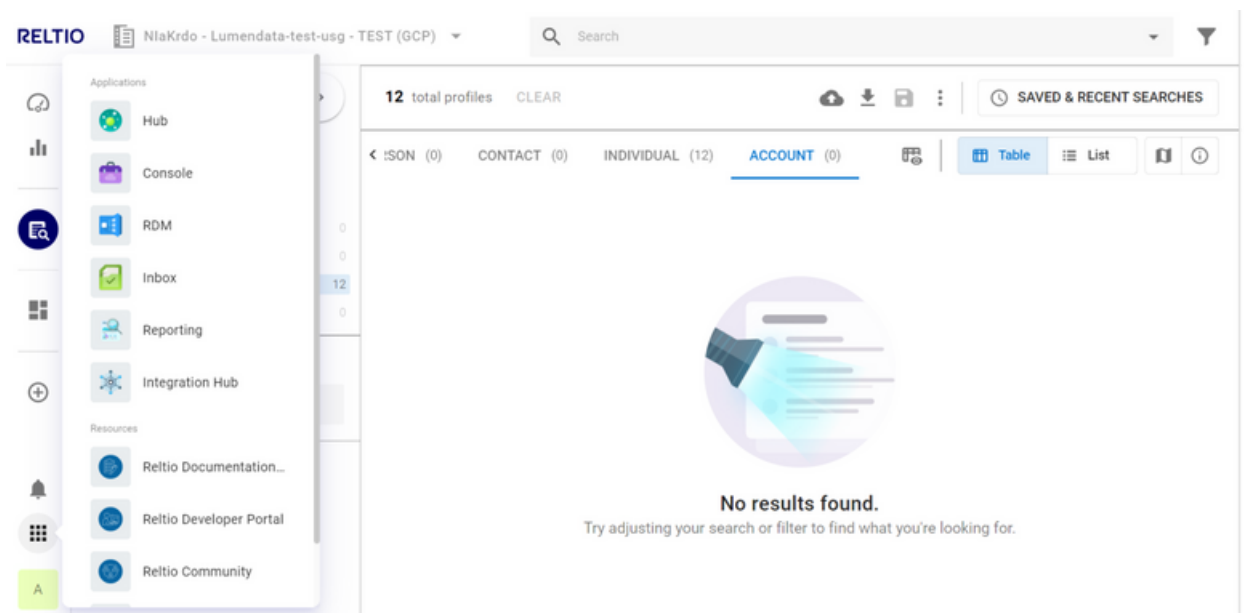 RELTIO
NlaKrdo - Lumendata-test-usg - TEST (GCP)
Search
Applications
Hub
Console
RDM
Inbox
Reporting
Integration Hub
Resources
Reltio Documentation...
Reltio Developer Portal
Reltio Community
A
0
0
12
0
12 total profiles CLEAR
SAVED & RECENT SEARCHES
SON (0) CONTACT (0) INDIVIDUAL (12) ACCOUNT (0)
Table List
No results found.
Try adjusting your search or filter to find what you're looking for.